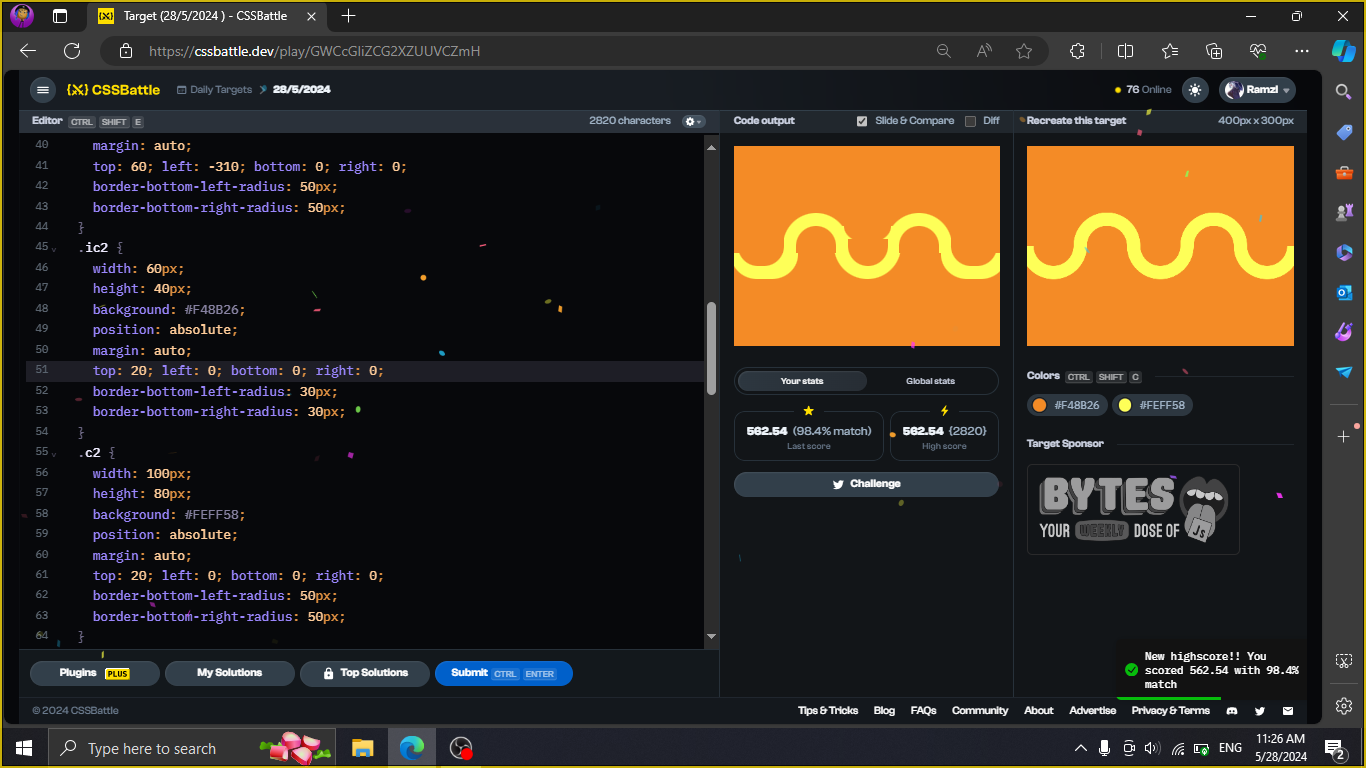 Target (28/5/2024 ) - CSSBattle
https://cssbattle.dev/play/GWCcGIiZCG2XZUUVCZmH
{X} CSSBattle Daily Targets 28/5/2024 76 Online Ramzi
Editor CTRL SHIFT E 2820 characters
Code output Slide & Compare Diff
Recreate this target 400px x 300px
40 margin: auto;
41 top: 60; left: -310; bottom: 0; right: 0;
42 border-bottom-left-radius: 50px;
43 border-bottom-right-radius: 50px;
44 }
45 .ic2 {
46 width: 60px;
47 height: 40px;
48 background: #F48B26;
49 position: absolute;
50 margin: auto;
51 top: 20; left: 0; bottom: 0; right: 0;
52 border-bottom-left-radius: 30px;
53 border-bottom-right-radius: 30px;
54 }
55 .c2 {
56 width: 100px;
57 height: 80px;
58 background: #FEFF58;
59 position: absolute;
60 margin: auto;
61 top: 20; left: 0; bottom: 0; right: 0;
62 border-bottom-left-radius: 50px;
63 border-bottom-right-radius: 50px;
64 }
Your stats Global stats
562.54 (98.4% match)
Last score
562.54 {2820}
High score
Challenge
Colors CTRL SHIFT C
#F48B26 #FEFF58
Target Sponsor
BYTES
YOUR WEEKLY DOSE OF JS
Plugins PLUS My Solutions Top Solutions Submit CTRL ENTER
New highscore!! You
scored 562.54 with 98.4%
match
© 2024 CSSBattle
Tips & Tricks Blog FAQs Community About Advertise Privacy & Terms
Type here to search
ENG
11:26 AM
5/28/2024
2